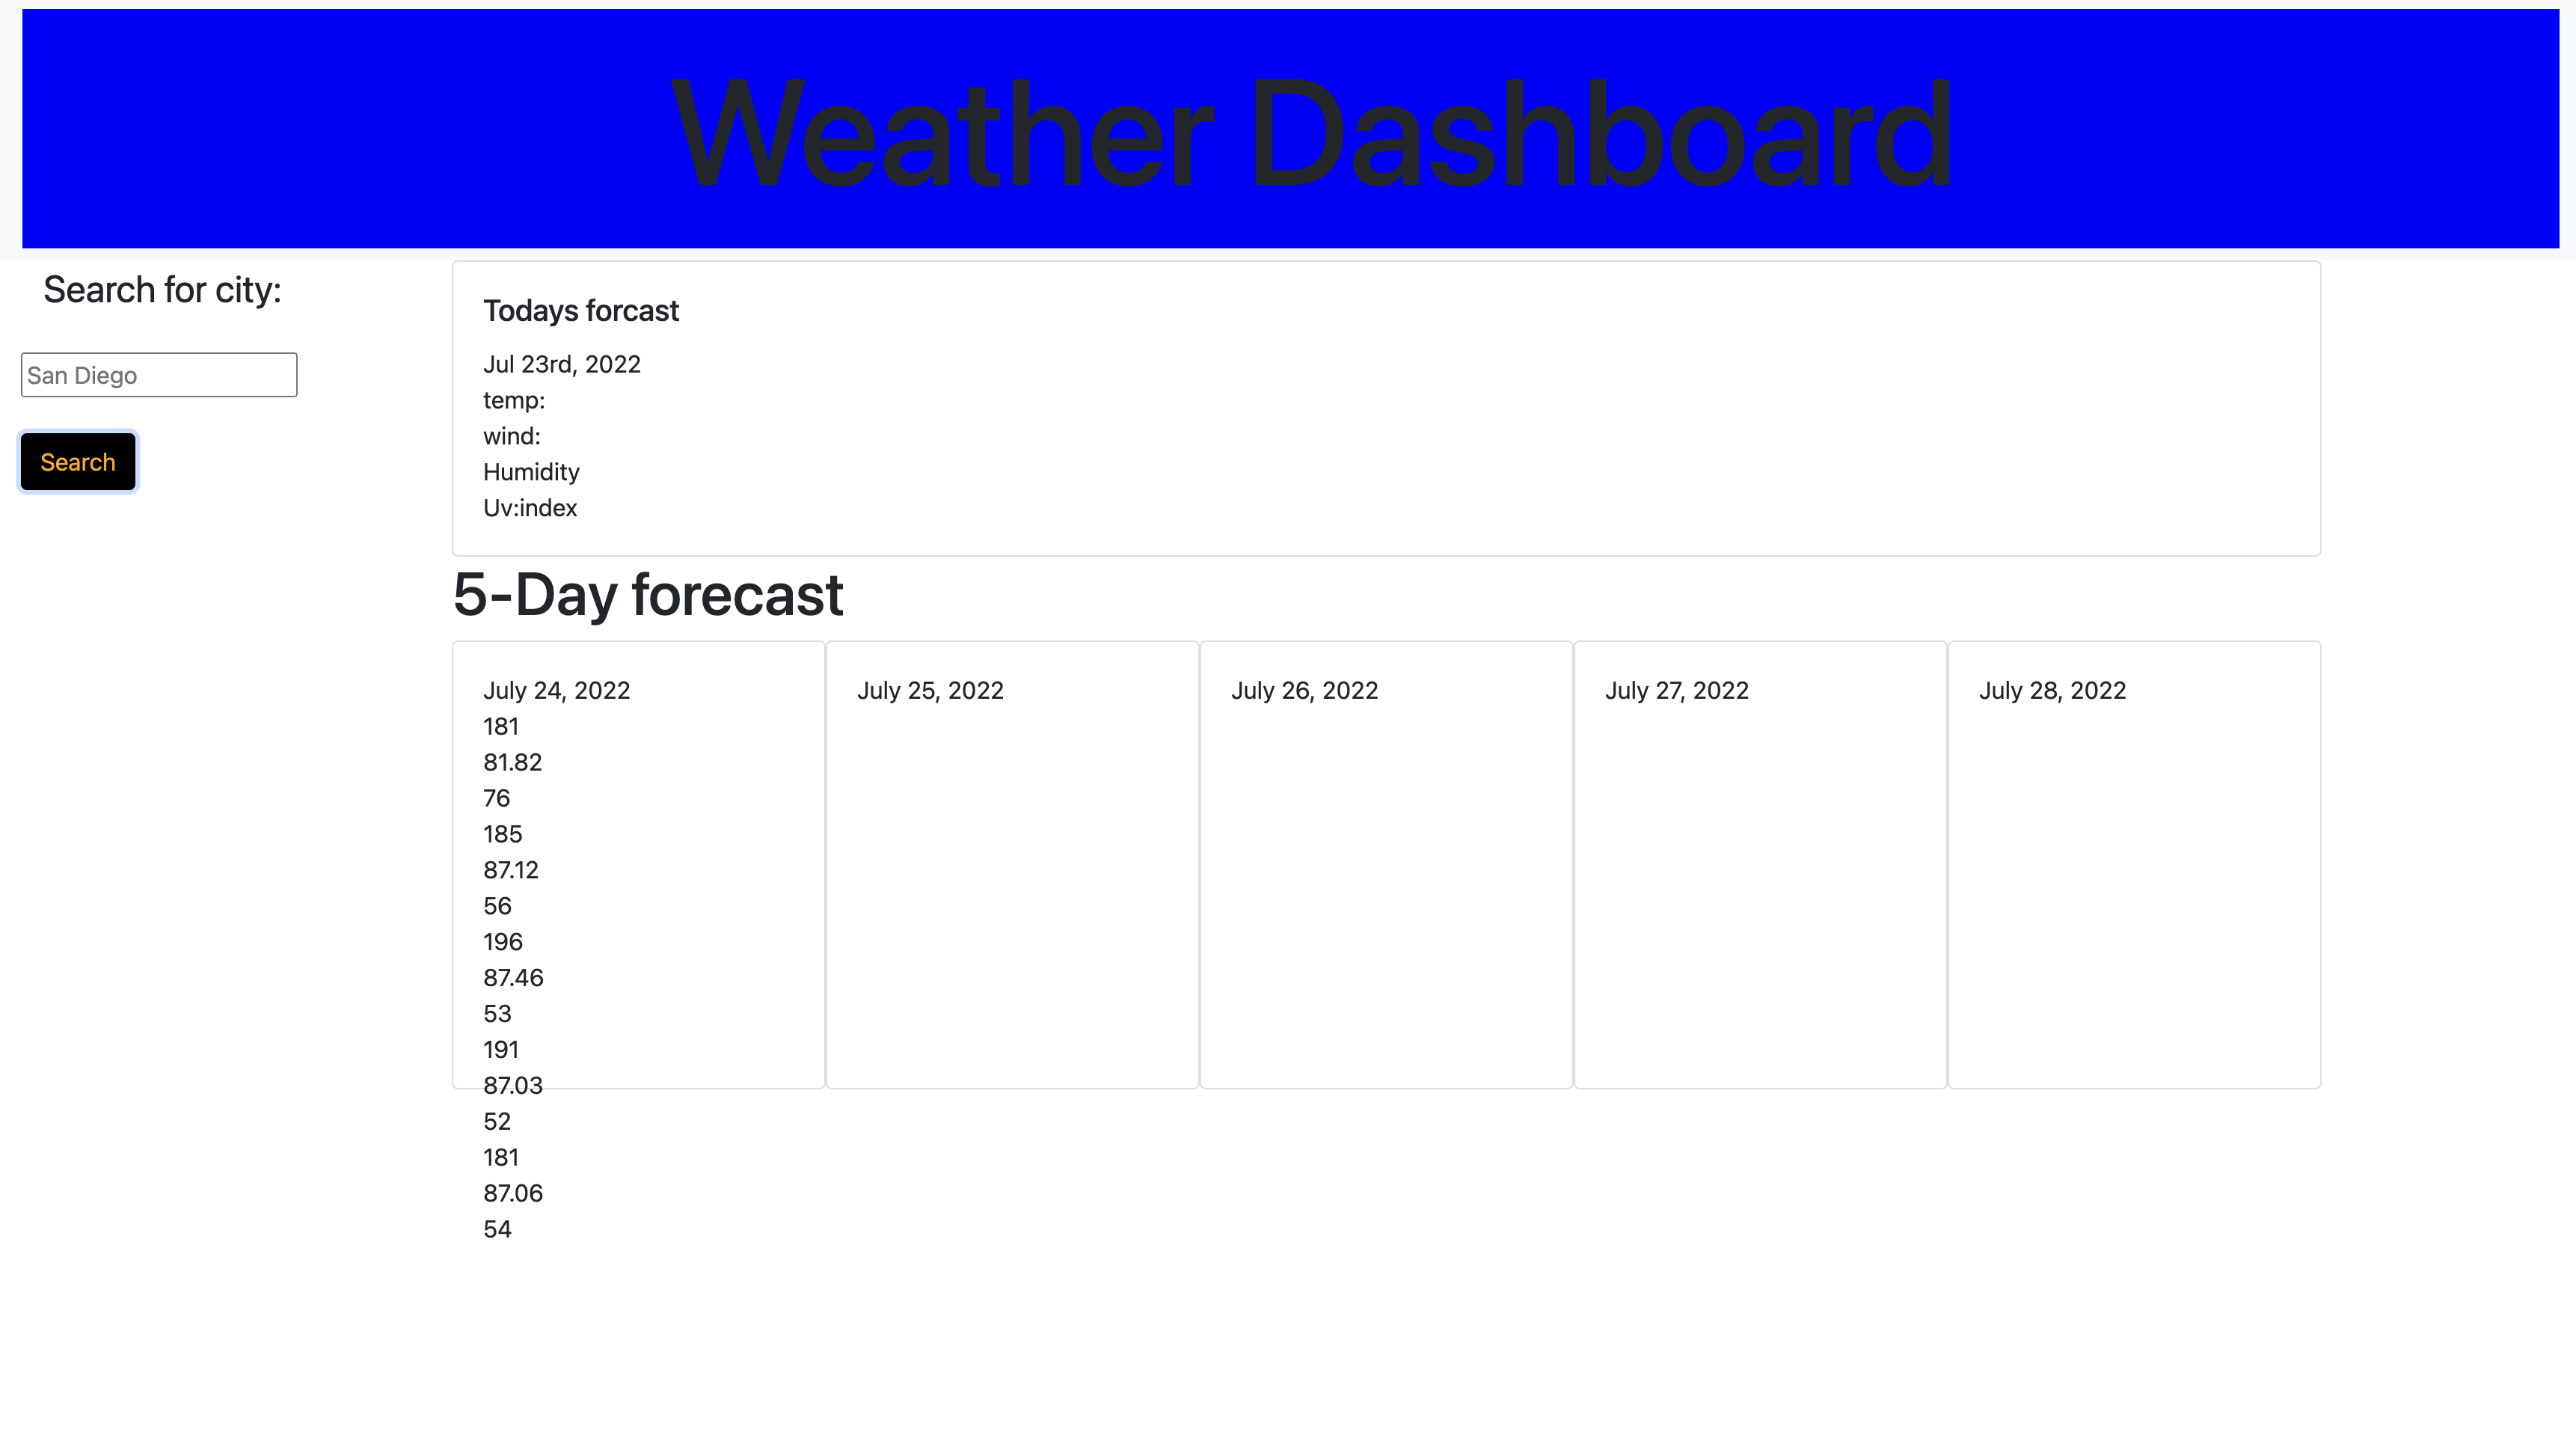 Weather Dashboard
Search for city:
San Diego
Search
Todays forcast
Jul 23rd, 2022
temp:
wind:
Humidity
Uv:index
5-Day forecast
July 24, 2022
181
81.82
76
185
87.12
56
196
87.46
53
191
87.03
52
181
87.06
54
July 25, 2022
July 26, 2022
July 27, 2022
July 28, 2022